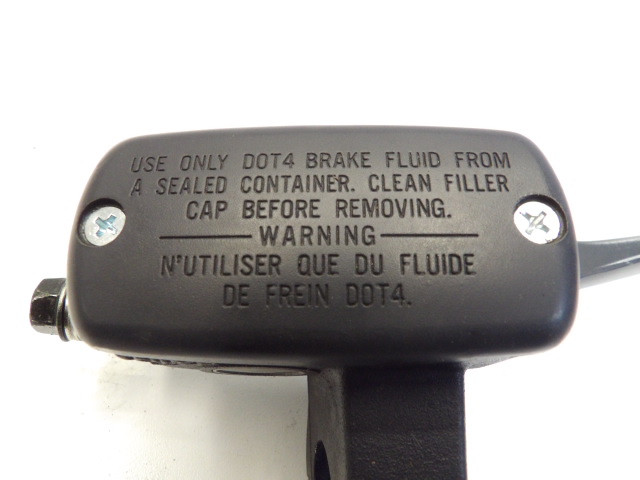 USE ONLY DOT4 BRAKE FLUID FROM
A SEALED CONTAINER. CLEAN FILLER
CAP BEFORE REMOVING.
WARNING
N'UTILISER QUE DU FLUIDE
DE FREIN DOT4.